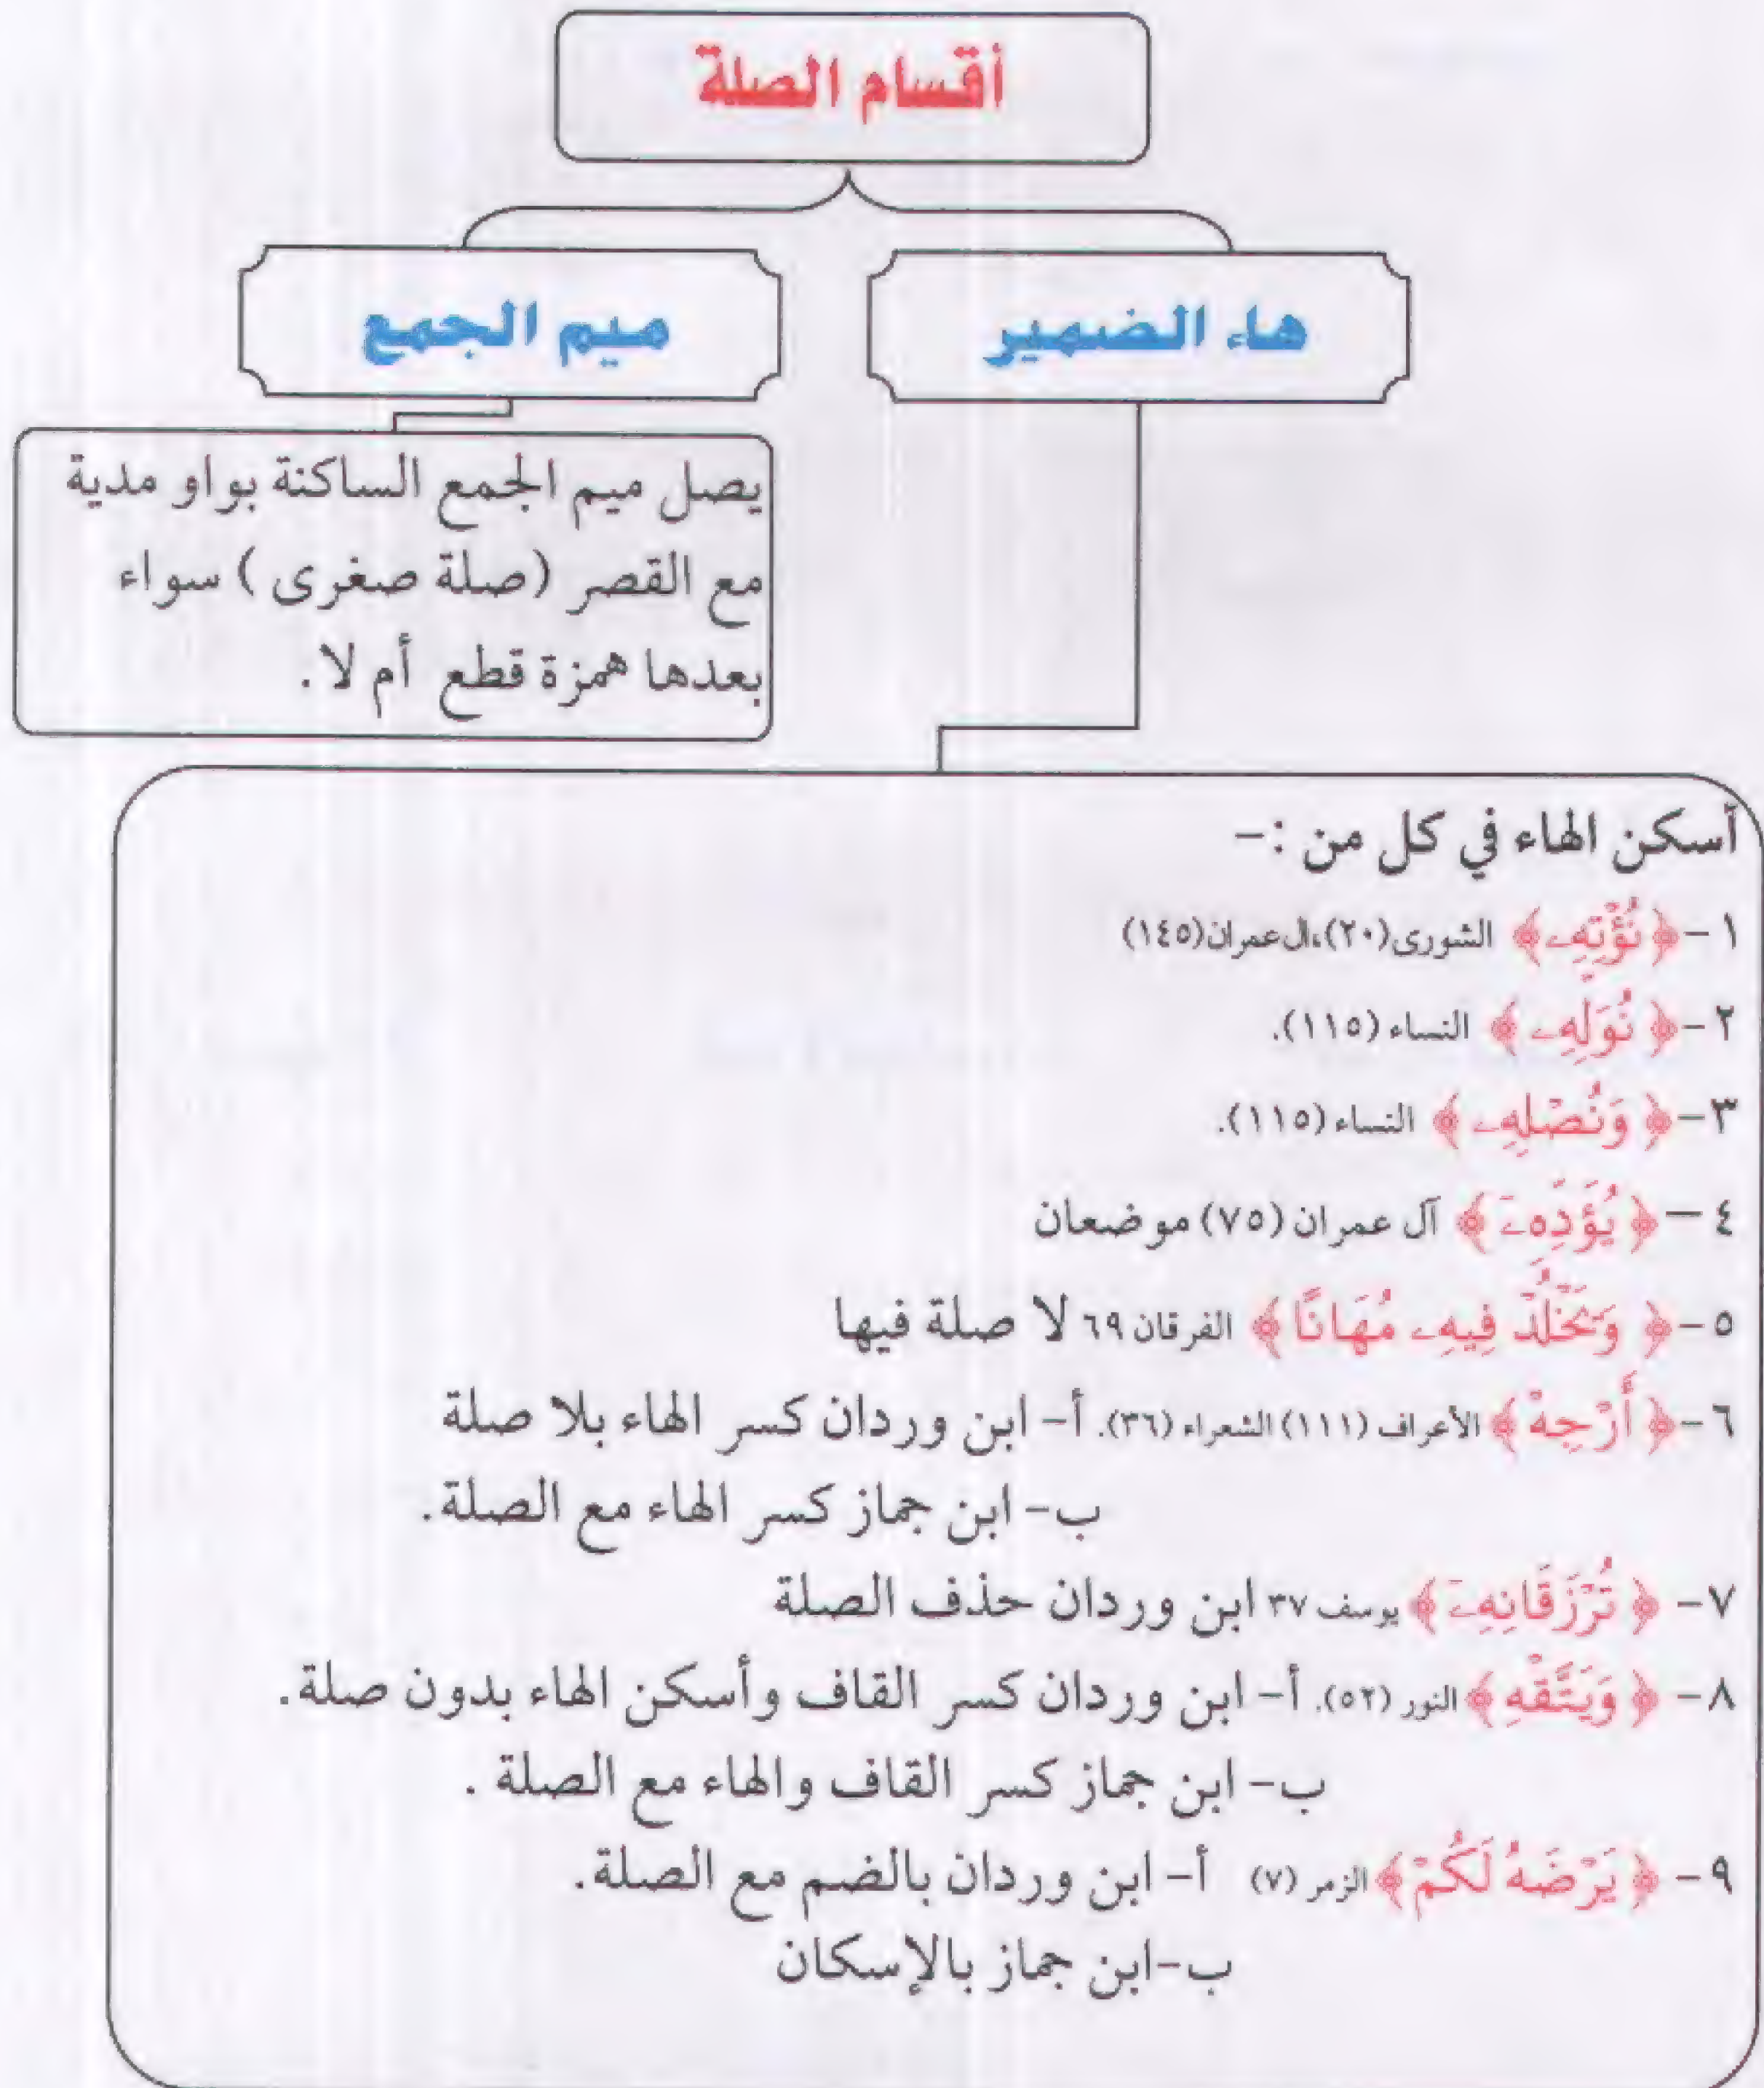 أقسام الصلة
هاء الضمير
ميم الجمع
يصل ميم الجمع الساكنة بواو مدية
مع القصر (صلة صغرى ) سواء
بعدها همزة قطع أم لا.
أسكن الهاء في كل من :-
١-﴿ نُؤْتِهِۦ﴾ الشورى(٢٠)،ال عمران(١٤٥)
٢-﴿ نُوَلِهِۦ ﴾ النساء (١١٥).
٣-﴿ وَنُصْلِهِۦ ﴾ النساء (١١٥).
٤ -﴿ يُؤَدِهِۦٓ ﴾ آل عمران (٧٥) موضعان
٥-﴿ وَيَخْلُدْ فِيهِۦ مُهَانًا ﴾ الفرقان ٦٩ لا صلة فيها
٦-﴿ أَرْجِهْ ﴾ الأعراف (١١١) الشعراء (٣٦). أ- ابن وردان كسر الهاء بلا صلة
ب- ابن جماز كسر الهاء مع الصلة.
٧- ﴿ تُرْزَقَانِهِۦٓ ﴾ يوسف ٣٧ ابن وردان حذف الصلة
٨- ﴿ وَيَتَّقْهِ ﴾ النور (٥٢). أ- ابن وردان كسر القاف وأسكن الهاء بدون صلة.
ب- ابن جماز كسر القاف والهاء مع الصلة .
٩- ﴿ يَرْضَهُ لَكُمْ ﴾ الزمر (٧) أ- ابن وردان بالضم مع الصلة.
ب-ابن جماز بالإسكان